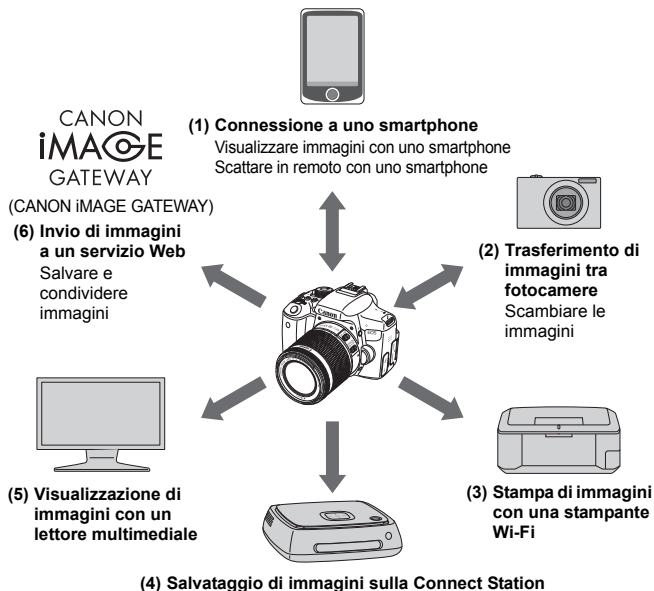 (1) Connessione a uno smartphone
Visualizzare immagini con uno smartphone
Scattare in remoto con uno smartphone
CANON
iMAGE
GATEWAY
(CANON iMAGE GATEWAY)
(6) Invio di immagini
a un servizio Web
Salvare e
condividere
immagini
(2) Trasferimento di
immagini tra
fotocamere
Scambiare le
immagini
Canon
EOS
(5) Visualizzazione di
immagini con un
lettore multimediale
(3) Stampa di immagini
con una stampante
Wi-Fi
(4) Salvataggio di immagini sulla Connect Station